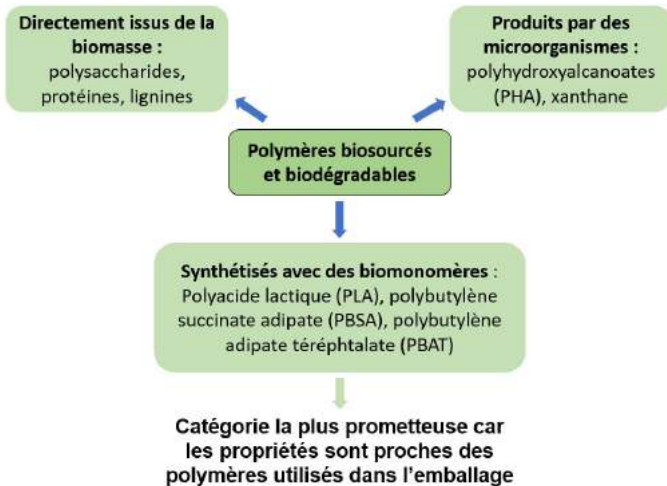 Directement issus de la
biomasse :
polysaccharides,
protéines, lignines
Produits par des
microorganismes :
polyhydroxyalcanoates
(PHA), xanthane
Polymères biosourcés
et biodégradables
Synthétisés avec des biomonomères :
Polyacide lactique (PLA), polybutylène
succinate adipate (PBSA), polybutylène
adipate téréphtalate (PBAT)
Catégorie la plus prometteuse car
les propriétés sont proches des
polymères utilisés dans l'emballage